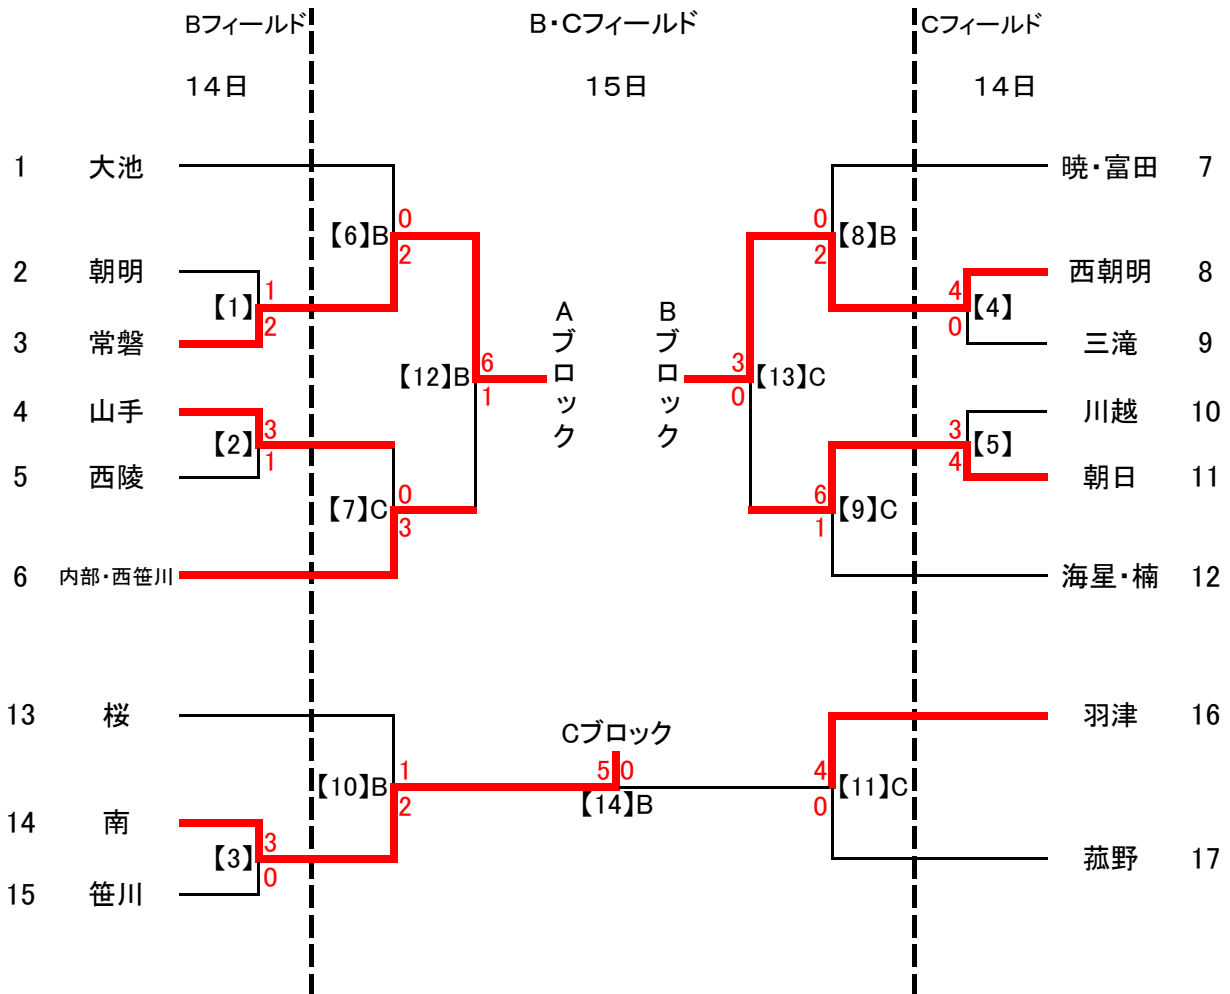 Bフィールド B・Cフィールド Cフィールド
14日 15日 14日
1 大池 暁・富田 7
0 0
【6】B 【8】B
2 2
2 朝明 西朝明 8
1 4
【1】 【4】
2 0
3 常磐 三滝 9
Aブロック Bブロック
6 3
【12】B 【13】C
1 0
4 山手 川越 10
3 3
【2】 【5】
1 4
5 西陵 朝日 11
0 6
【7】C 【9】C
3 1
6 内部・西笹川 海星・楠 12
13 桜 羽津 16
Cブロック
1 5 0 4
【10】B 【11】C
2 【14】B 0
14 南
3
【3】
0
菰野 17
15 笹川